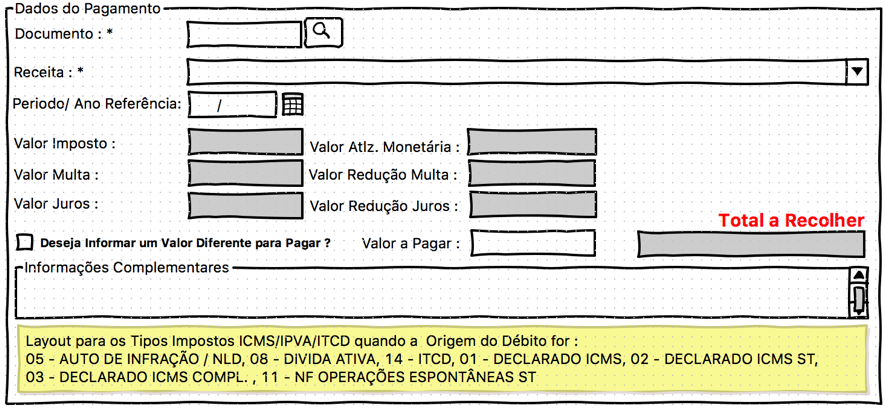 Dados do Pagamento
Documento : *
Receita : *
Periodo/ Ano Referência: /
Valor Imposto : Valor Atlz. Monetária :
Valor Multa : Valor Redução Multa :
Valor Juros : Valor Redução Juros :
Total a Recolher
Deseja Informar um Valor Diferente para Pagar ? Valor a Pagar :
Informações Complementares
Layout para os Tipos Impostos ICMS/IPVA/ITCD quando a Origem do Débito for :
05 - AUTO DE INFRAÇÃO / NLD, 08 - DIVIDA ATIVA, 14 - ITCD, 01 - DECLARADO ICMS, 02 - DECLARADO ICMS ST,
03 - DECLARADO ICMS COMPL. , 11 - NF OPERAÇÕES ESPONTÂNEAS ST